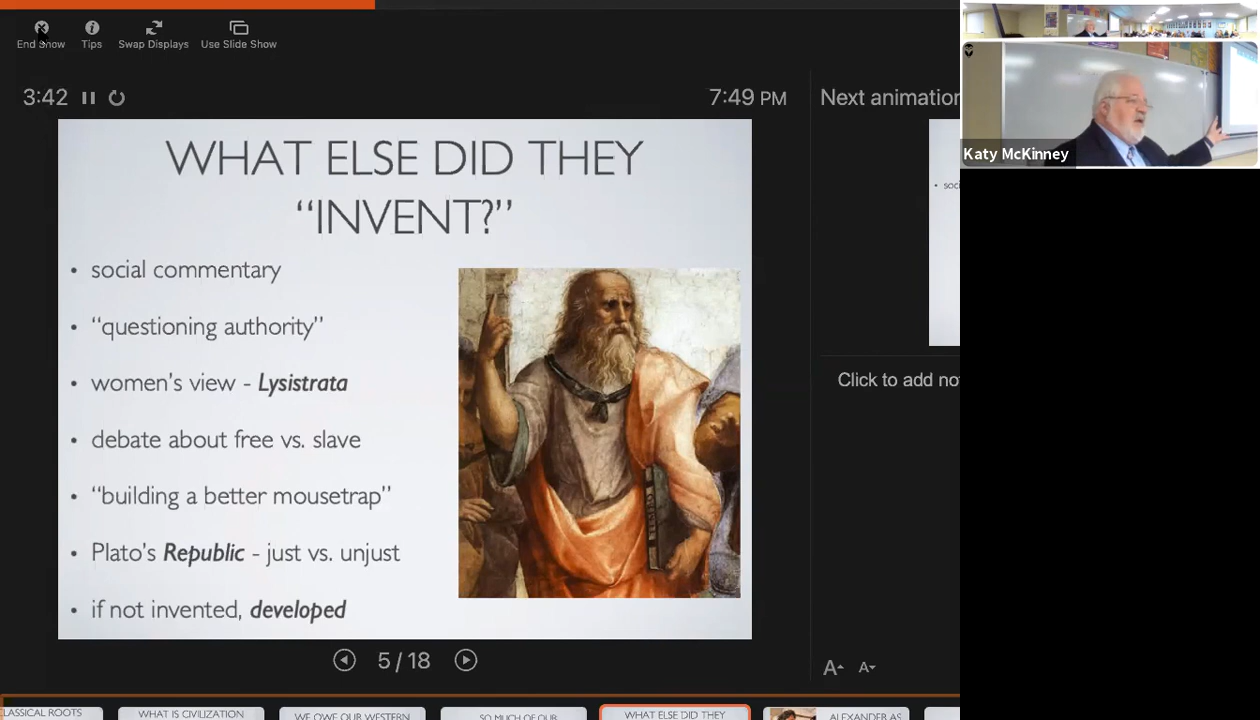 End Show
Tips
Swap Displays
Use Slide Show
3:42
7:49 PM
Next animation
WHAT ELSE DID THEY
“INVENT?”
• social commentary
• “questioning authority”
• women’s view - Lysistrata
• debate about free vs. slave
• “building a better mousetrap”
• Plato’s Republic - just vs. unjust
• if not invented, developed
• soci
Click to add no
5 / 18
A A
LASSICAL ROOTS
WHAT IS CIVILIZATION
WE OWE OUR WESTERN
SO MUCH OF OUR
WHAT ELSE DID THEY
ALEXANDER AS
Katy McKinney